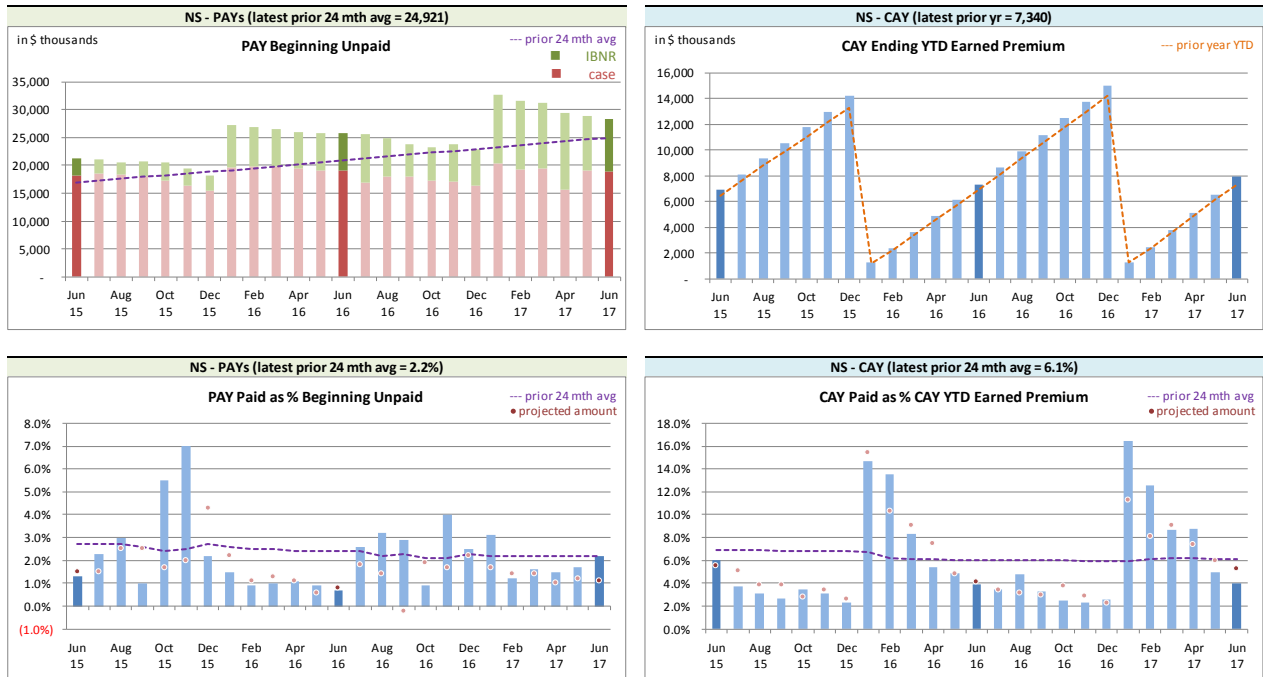 NS - PAYs (latest prior 24 mth avg = 24,921)
in $ thousands
PAY Beginning Unpaid
--- prior 24 mth avg
IBNR
case
35,000
30,000
25,000
20,000
15,000
10,000
5,000
-
Jun Aug Oct Dec Feb Apr Jun Aug Oct Dec Feb Apr Jun
15 15 15 15 16 16 16 16 16 16 17 17 17
NS - CAY (latest prior yr = 7,340)
in $ thousands
CAY Ending YTD Earned Premium
--- prior year YTD
16,000
14,000
12,000
10,000
8,000
6,000
4,000
2,000
-
Jun Aug Oct Dec Feb Apr Jun Aug Oct Dec Feb Apr Jun
15 15 15 15 16 16 16 16 16 16 17 17 17
NS - PAYs (latest prior 24 mth avg = 2.2%)
PAY Paid as % Beginning Unpaid
--- prior 24 mth avg
• projected amount
8.0%
7.0%
6.0%
5.0%
4.0%
3.0%
2.0%
1.0%
0.0%
(1.0%)
Jun Aug Oct Dec Feb Apr Jun Aug Oct Dec Feb Apr Jun
15 15 15 15 16 16 16 16 16 16 17 17 17
NS - CAY (latest prior 24 mth avg = 6.1%)
CAY Paid as % CAY YTD Earned Premium
--- prior 24 mth avg
• projected amount
18.0%
16.0%
14.0%
12.0%
10.0%
8.0%
6.0%
4.0%
2.0%
0.0%
Jun Aug Oct Dec Feb Apr Jun Aug Oct Dec Feb Apr Jun
15 15 15 15 16 16 16 16 16 16 17 17 17